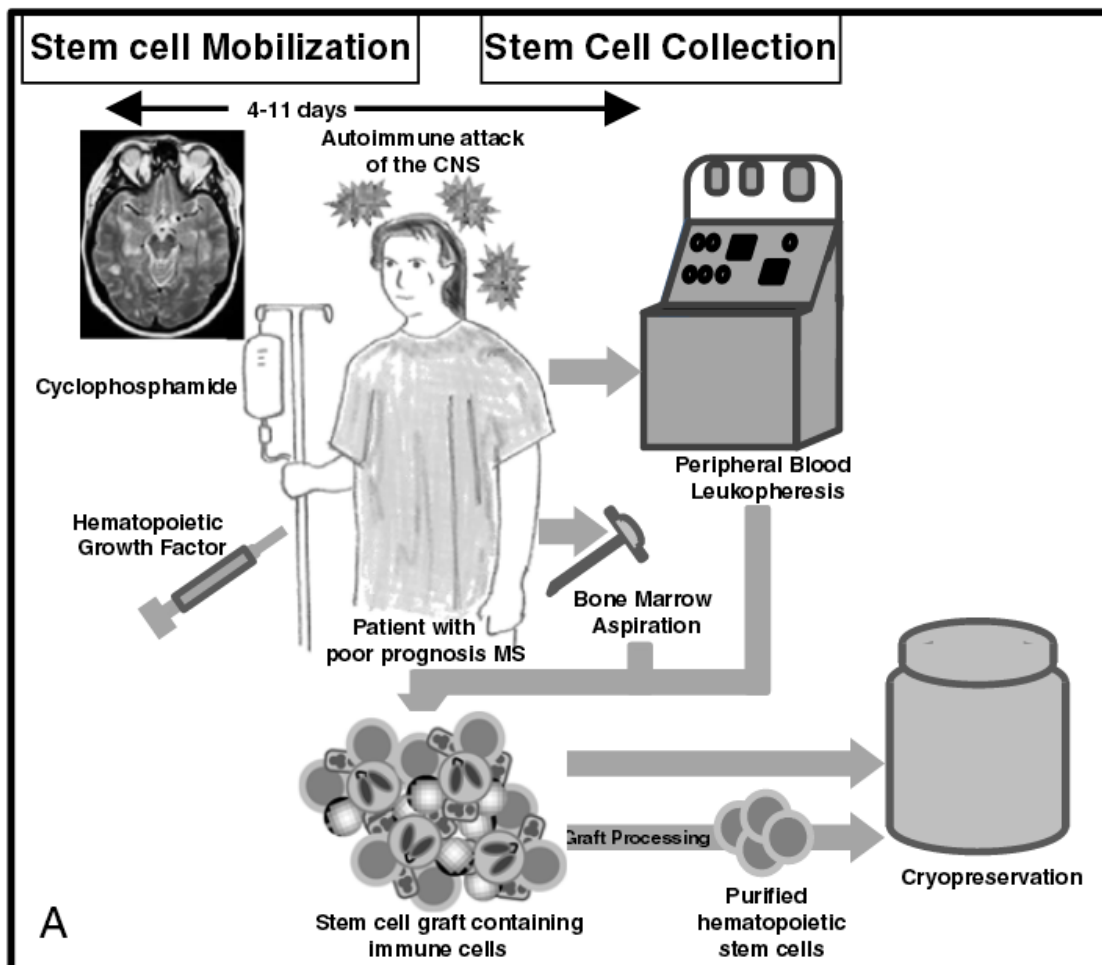 Stem cell Mobilization
Stem Cell Collection
4-11 days
Autoimmune attack
of the CNS
Cyclophosphamide
Peripheral Blood
Leukopheresis
Hematopoietic
Growth Factor
Bone Marrow
Aspiration
Patient with
poor prognosis MS
Graft Processing
Cryopreservation
Purified
hematopoietic
stem cells
Stem cell graft containing
immune cells
A